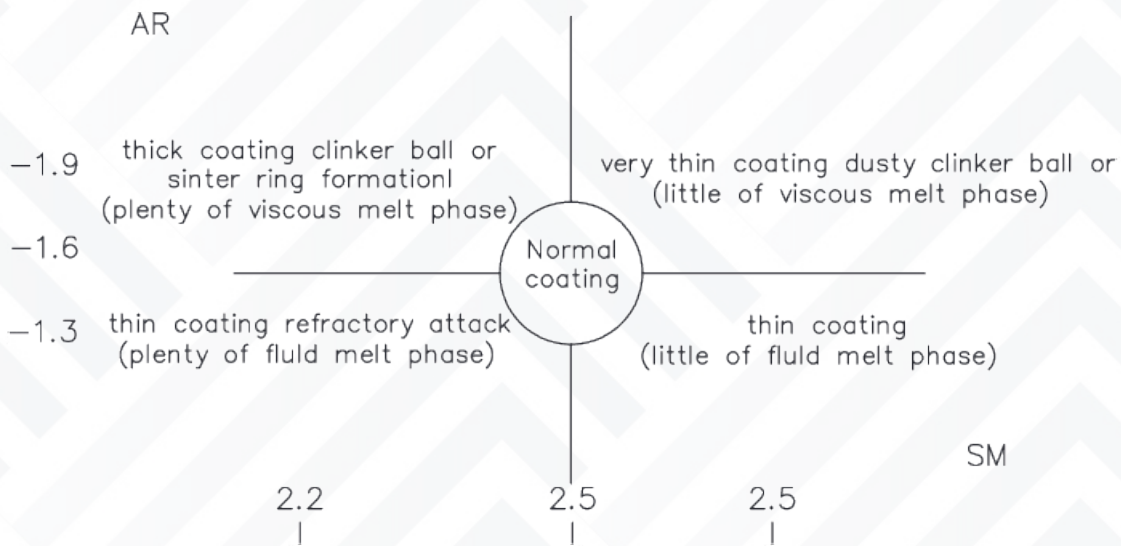 AR
−1.9
thick coating clinker ball or
sinter ring formationl
(plenty of viscous melt phase)
very thin coating dusty clinker ball or
(little of viscous melt phase)
−1.6
Normal
coating
−1.3
thin coating refractory attack
(plenty of fluld melt phase)
thin coating
(little of fluld melt phase)
SM
2.2
2.5
2.5